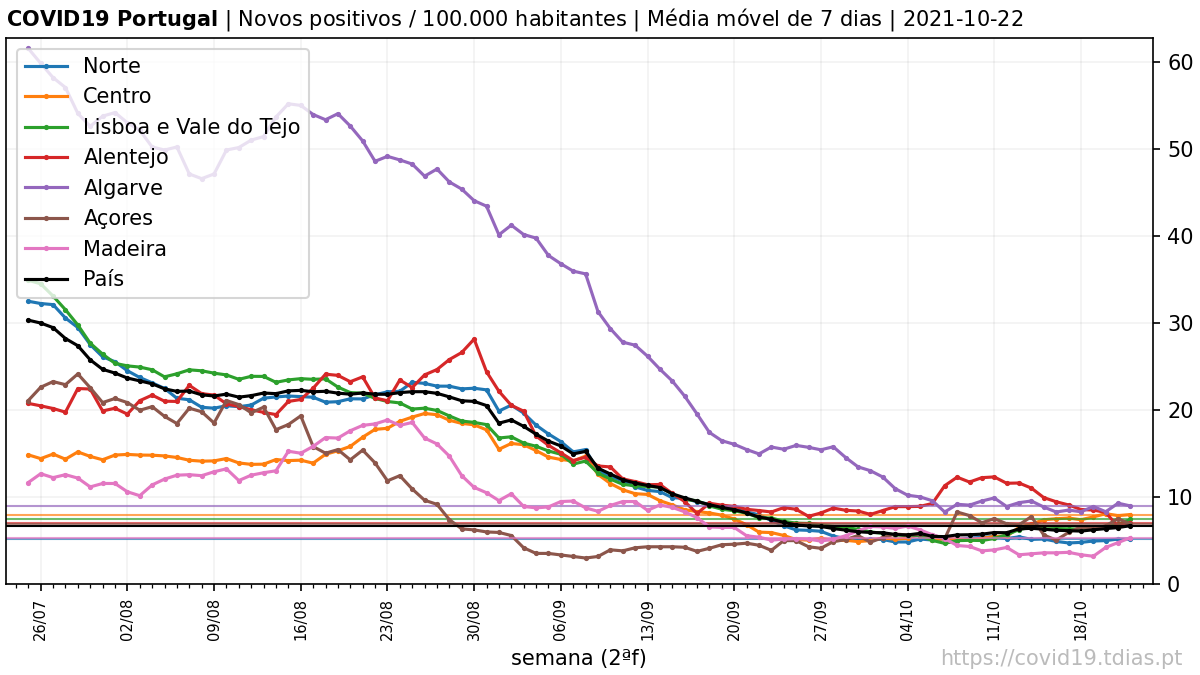 COVID19 Portugal | Novos positivos / 100.000 habitantes | Média móvel de 7 dias | 2021-10-22
Norte
Centro
Lisboa e Vale do Tejo
Alentejo
Algarve
Açores
Madeira
País
60
50
40
30
20
10
0
26/07
02/08
09/08
16/08
23/08
30/08
06/09
13/09
20/09
27/09
04/10
11/10
18/10
semana (2ªf)
https://covid19.tdias.pt